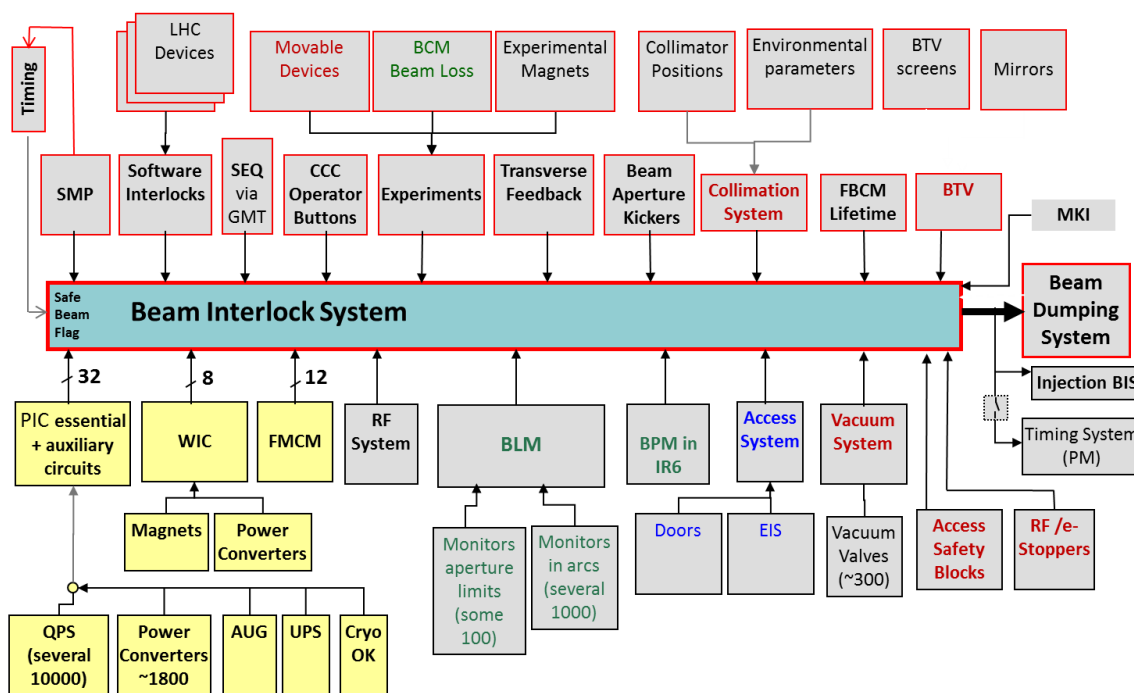 Timing
LHC
Devices
Movable
Devices
BCM
Beam Loss
Experimental
Magnets
Collimator
Positions
Environmental
parameters
BTV
screens
Mirrors
SMP
Software
Interlocks
SEQ
via
GMT
CCC
Operator
Buttons
Experiments
Transverse
Feedback
Beam
Aperture
Kickers
Collimation
System
FBCM
Lifetime
BTV
MKI
Safe
Beam
Flag
Beam Interlock System
Beam
Dumping
System
32
8
12
PIC essential
+ auxiliary
circuits
WIC
FMCM
RF
System
BLM
BPM in
IR6
Access
System
Vacuum
System
Injection BIS
Timing System
(PM)
Magnets
Power
Converters
Monitors
aperture
limits
(some
100)
Monitors
in arcs
(several
1000)
Doors
EIS
Vacuum
Valves
(~300)
Access
Safety
Blocks
RF /e-
Stoppers
QPS
(several
10000)
Power
Converters
~1800
AUG
UPS
Cryo
OK